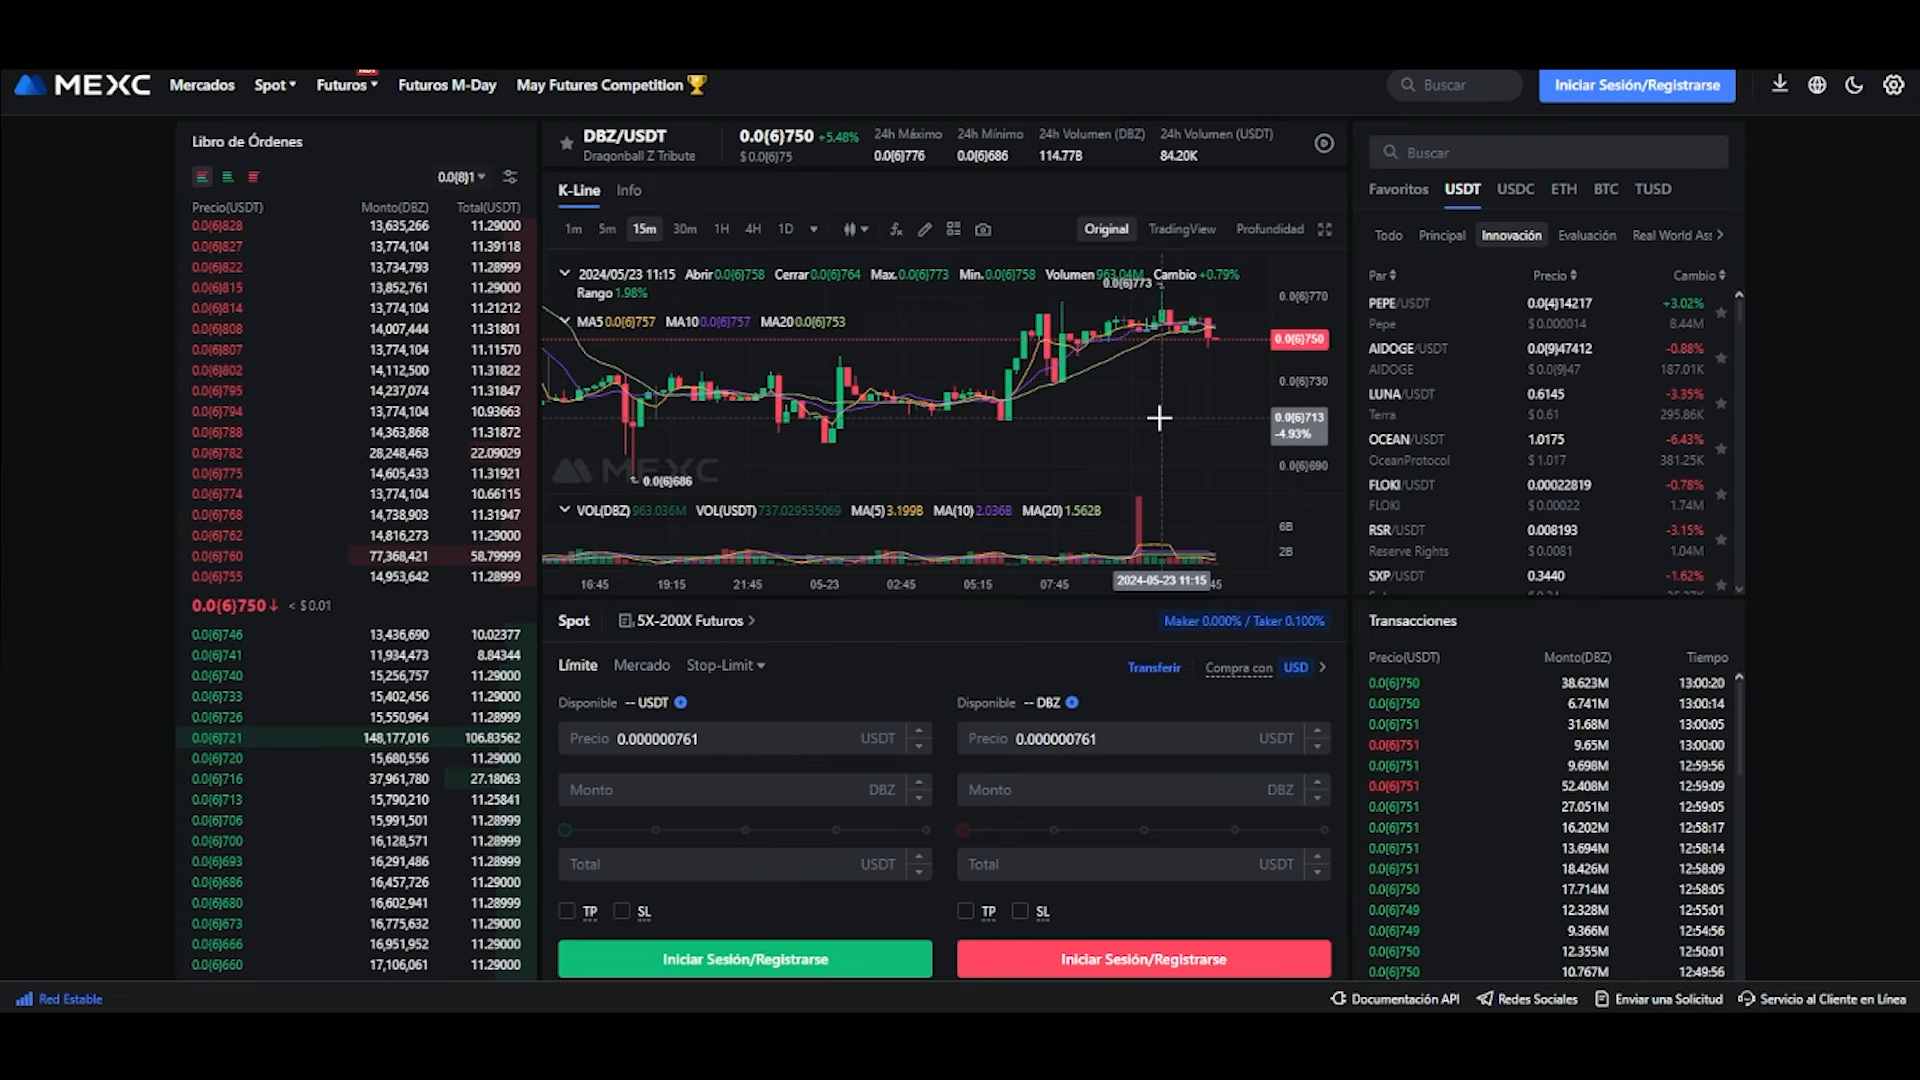 MEXC Mercados Spot Futuros HOT Futuros M-Day May Futures Competition Buscar Iniciar Sesión/Registrarse
Libro de Órdenes
0.0{8}1
Precio(USDT) Monto(DBZ) Total(USDT)
0.0{6}828 13,635,266 11.29000
0.0{6}827 13,774,104 11.39118
0.0{6}822 13,734,793 11.28999
0.0{6}815 13,852,761 11.29000
0.0{6}814 13,774,104 11.21212
0.0{6}808 14,007,444 11.31801
0.0{6}807 13,774,104 11.11570
0.0{6}802 14,112,500 11.31822
0.0{6}795 14,237,074 11.31847
0.0{6}794 13,774,104 10.93663
0.0{6}788 14,363,868 11.31872
0.0{6}782 28,248,463 22.09029
0.0{6}775 14,605,433 11.31921
0.0{6}774 13,774,104 10.66115
0.0{6}768 14,738,903 11.31947
0.0{6}762 14,816,273 11.29000
0.0{6}760 77,368,421 58.79999
0.0{6}755 14,953,642 11.28999
0.0{6}750↓ < $0.01
0.0{6}746 13,436,690 10.02377
0.0{6}741 11,934,473 8.84344
0.0{6}740 15,256,757 11.29000
0.0{6}733 15,402,456 11.29000
0.0{6}726 15,550,964 11.28999
0.0{6}721 148,177,016 106.83562
0.0{6}720 15,680,556 11.29000
0.0{6}716 37,961,780 27.18063
0.0{6}713 15,790,210 11.25841
0.0{6}706 15,991,501 11.28999
0.0{6}700 16,128,571 11.28999
0.0{6}693 16,291,486 11.28999
0.0{6}686 16,457,726 11.29000
0.0{6}680 16,602,941 11.28999
0.0{6}673 16,775,632 11.29000
0.0{6}666 16,951,952 11.29000
0.0{6}660 17,106,061 11.29000
DBZ/USDT 0.0{6}750 +5.48% 24h Máximo 24h Mínimo 24h Volumen (DBZ) 24h Volumen (USDT)
Dragonball Z Tribute $ 0.0{6}75 0.0{6}776 0.0{6}686 114.77B 84.20K
K-Line Info
1m 5m 15m 30m 1H 4H 1D Original TradingView Profundidad
2024/05/23 11:15 Abrir 0.0{6}758 Cerrar 0.0{6}764 Max. 0.0{6}773 Min. 0.0{6}758 Volumen 963.04M Cambio +0.79%
Rango 1.98%
0.0{6}773
MA5 0.0{6}757 MA10 0.0{6}757 MA20 0.0{6}753
0.0{6}770
0.0{6}750
0.0{6}730
0.0{6}713
-4.93%
0.0{6}690
MEXC
0.0{6}686
VOL(DBZ) 963.036M VOL(USDT) 737.029535069 MA(5) 3.199B MA(10) 2.036B MA(20) 1.562B
6B
2B
16:45 19:15 21:45 05-23 02:45 05:15 07:45 2024-05-23 11:15 :45
Spot 5X-200X Futuros > Maker 0.000% / Taker 0.100%
Límite Mercado Stop-Limit Transferir Compra con USD
Disponible -- USDT Disponible -- DBZ
Precio 0.000000761 USDT Precio 0.000000761 USDT
Monto DBZ Monto DBZ
Total USDT Total USDT
TP SL TP SL
Iniciar Sesión/Registrarse Iniciar Sesión/Registrarse
Buscar
Favoritos USDT USDC ETH BTC TUSD
Todo Principal Innovación Evaluación Real World Ass
Par Precio Cambio
PEPE/USDT 0.0{4}14217 +3.02%
Pepe $ 0.000014 8.44M
AIDOGE/USDT 0.0{9}47412 -0.88%
AIDOGE $ 0.0{9}47 187.01K
LUNA/USDT 0.6145 -3.35%
Terra $ 0.61 295.86K
OCEAN/USDT 1.0175 -6.43%
OceanProtocol $ 1.017 381.25K
FLOKI/USDT 0.00022819 -0.78%
FLOKI $ 0.00022 1.74M
RSR/USDT 0.008193 -3.15%
Reserve Rights $ 0.0081 1.04M
SXP/USDT 0.3440 -1.62%
Transacciones
Precio(USDT) Monto(DBZ) Tiempo
0.0{6}750 38.623M 13:00:20
0.0{6}750 6.741M 13:00:14
0.0{6}751 31.68M 13:00:05
0.0{6}751 9.65M 13:00:00
0.0{6}751 9.698M 12:59:56
0.0{6}751 52.408M 12:59:09
0.0{6}751 27.051M 12:59:05
0.0{6}751 16.202M 12:58:17
0.0{6}751 13.694M 12:58:14
0.0{6}751 18.426M 12:58:09
0.0{6}750 17.714M 12:58:05
0.0{6}749 12.328M 12:55:01
0.0{6}749 9.366M 12:54:56
0.0{6}750 12.355M 12:50:01
0.0{6}750 10.767M 12:49:56
Red Estable Documentación API Redes Sociales Enviar una Solicitud Servicio al Cliente en Línea